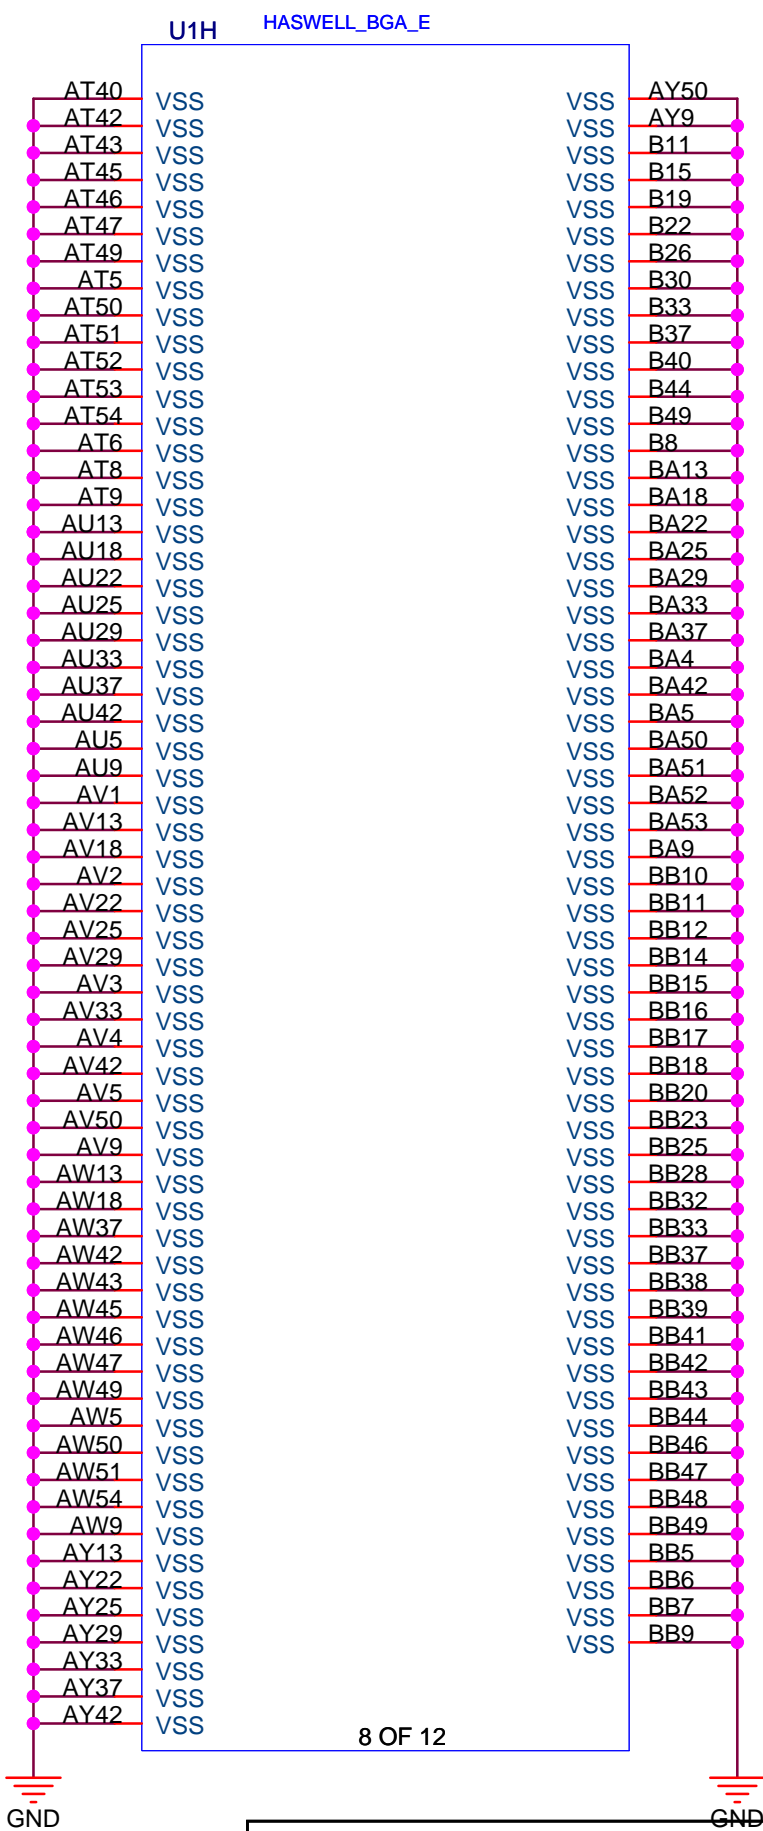 U1H HASWELL_BGA_E
AT40 VSS VSS AY50
AT42 VSS VSS AY9
AT43 VSS VSS B11
AT45 VSS VSS B15
AT46 VSS VSS B19
AT47 VSS VSS B22
AT49 VSS VSS B26
AT5 VSS VSS B30
AT50 VSS VSS B33
AT51 VSS VSS B37
AT52 VSS VSS B40
AT53 VSS VSS B44
AT54 VSS VSS B49
AT6 VSS VSS B8
AT8 VSS VSS BA13
AT9 VSS VSS BA18
AU13 VSS VSS BA22
AU18 VSS VSS BA25
AU22 VSS VSS BA29
AU25 VSS VSS BA33
AU29 VSS VSS BA37
AU33 VSS VSS BA4
AU37 VSS VSS BA42
AU42 VSS VSS BA5
AU5 VSS VSS BA50
AU9 VSS VSS BA51
AV1 VSS VSS BA52
AV13 VSS VSS BA53
AV18 VSS VSS BA9
AV2 VSS VSS BB10
AV22 VSS VSS BB11
AV25 VSS VSS BB12
AV29 VSS VSS BB14
AV3 VSS VSS BB15
AV33 VSS VSS BB16
AV4 VSS VSS BB17
AV42 VSS VSS BB18
AV5 VSS VSS BB20
AV50 VSS VSS BB23
AV9 VSS VSS BB25
AW13 VSS VSS BB28
AW18 VSS VSS BB32
AW37 VSS VSS BB33
AW42 VSS VSS BB37
AW43 VSS VSS BB38
AW45 VSS VSS BB39
AW46 VSS VSS BB41
AW47 VSS VSS BB42
AW49 VSS VSS BB43
AW5 VSS VSS BB44
AW50 VSS VSS BB46
AW51 VSS VSS BB47
AW54 VSS VSS BB48
AW9 VSS VSS BB49
AY13 VSS VSS BB5
AY22 VSS VSS BB6
AY25 VSS VSS BB7
AY29 VSS VSS BB9
AY33 VSS
AY37 VSS
AY42 VSS
8 OF 12
GND GND